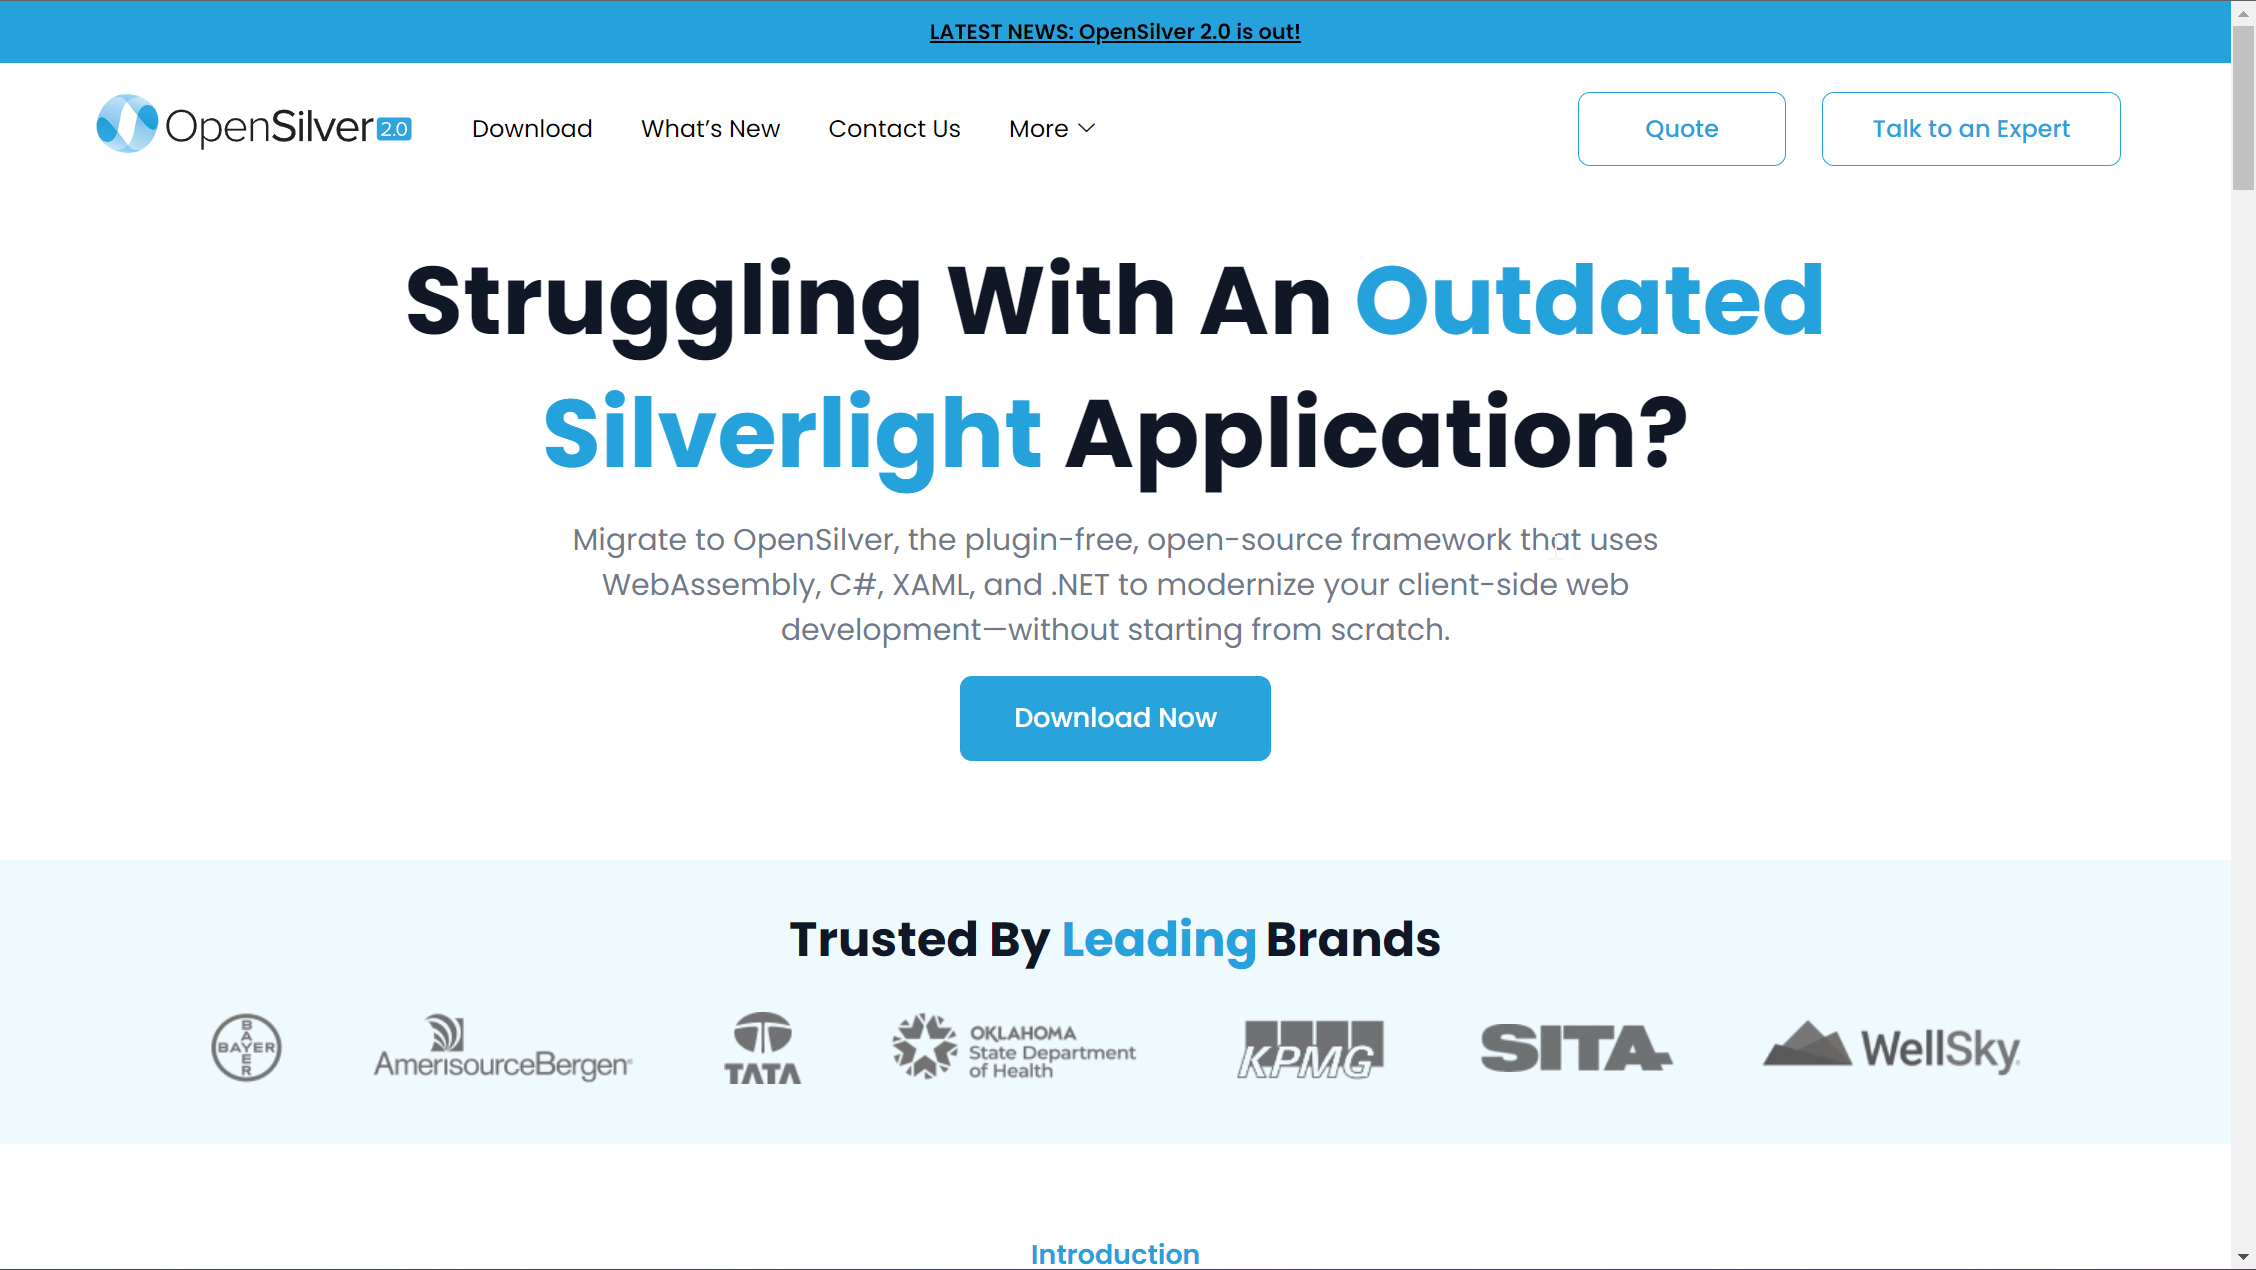 LATEST NEWS: OpenSilver 2.0 is out!
OpenSilver 2.0
Download
What's New
Contact Us
More
Quote
Talk to an Expert
Struggling With An Outdated
Silverlight Application?
Migrate to OpenSilver, the plugin-free, open-source framework that uses
WebAssembly, C#, XAML, and .NET to modernize your client-side web
development—without starting from scratch.
Download Now
Trusted By Leading Brands
BAYER
BAYER
AmerisourceBergen®
TATA
OKLAHOMA
State Department
of Health
KPMG
SITA
WellSky®
Introduction